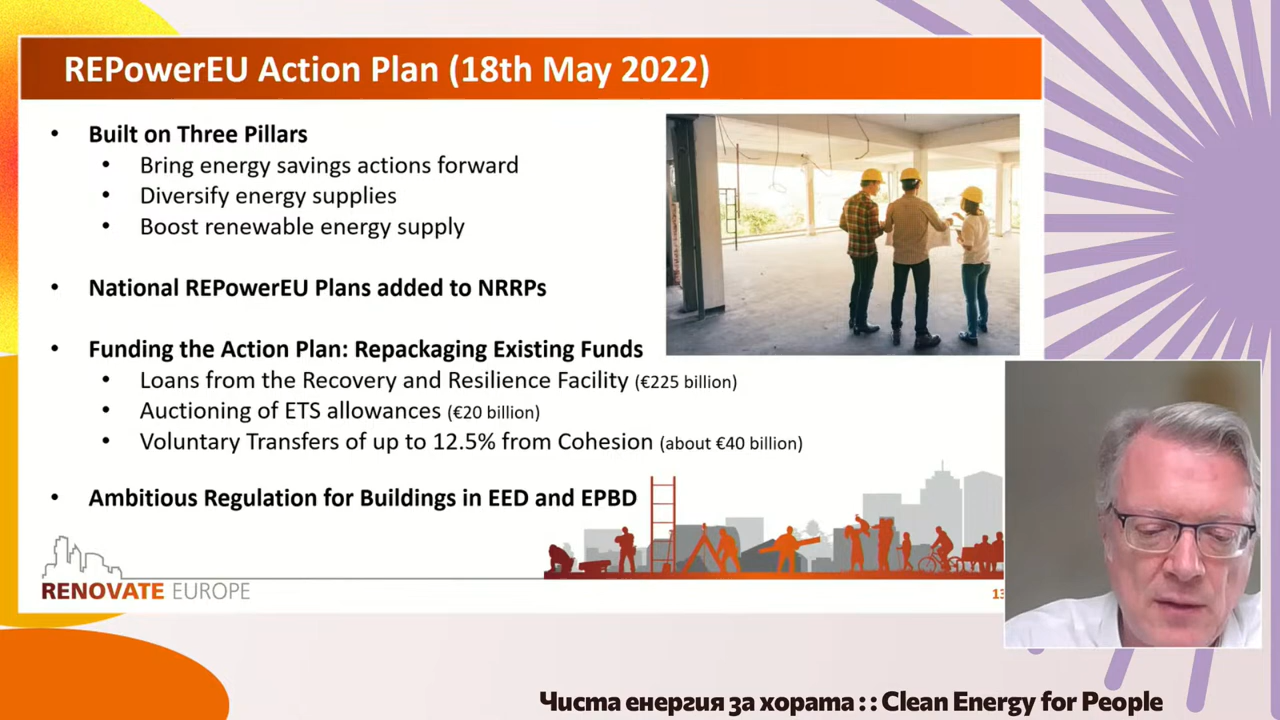 REPowerEU Action Plan (18th May 2022)
• Built on Three Pillars
• Bring energy savings actions forward
• Diversify energy supplies
• Boost renewable energy supply
• National REPowerEU Plans added to NRRPs
• Funding the Action Plan: Repackaging Existing Funds
• Loans from the Recovery and Resilience Facility (€225 billion)
• Auctioning of ETS allowances (€20 billion)
• Voluntary Transfers of up to 12.5% from Cohesion (about €40 billion)
• Ambitious Regulation for Buildings in EED and EPBD
RENOVATE EUROPE
13
Чиста енергия за хората :: Clean Energy for People